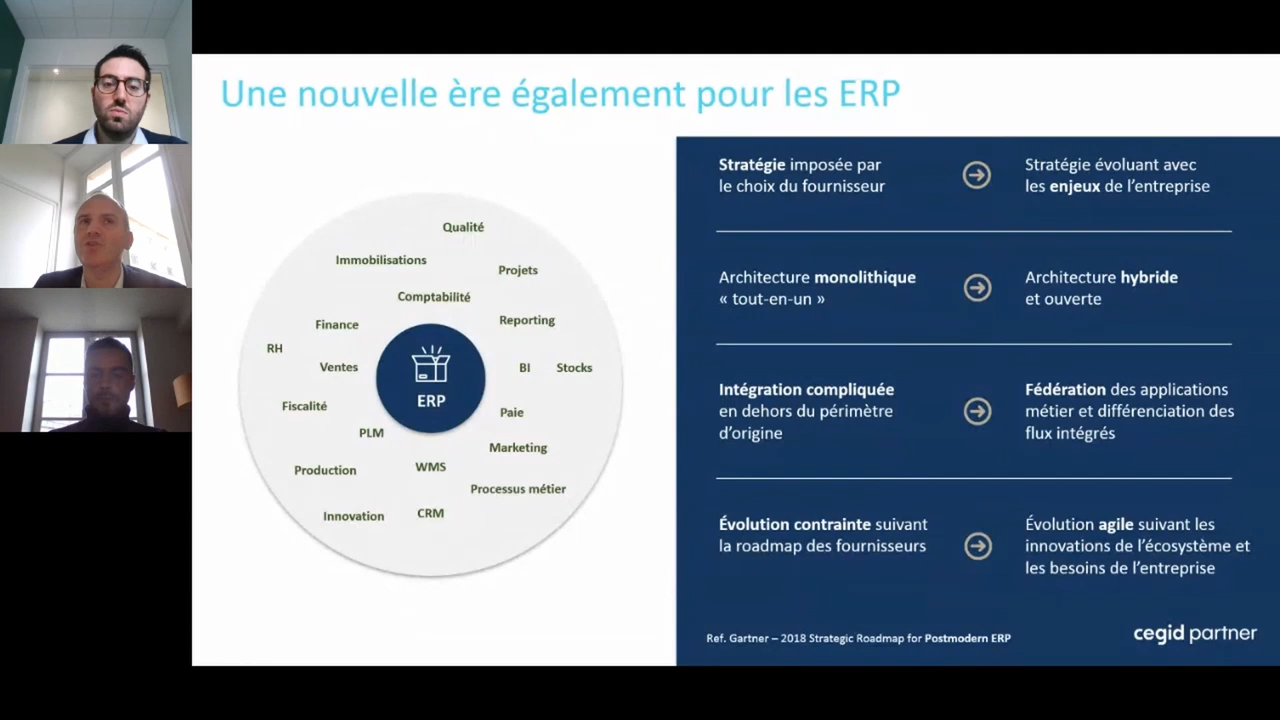 Une nouvelle ère également pour les ERP
Qualité
Immobilisations
Projets
Comptabilité
Finance
Reporting
RH
Ventes
BI
Stocks
Fiscalité
Paie
PLM
Marketing
Production
WMS
Processus métier
Innovation
CRM
ERP
Stratégie imposée par
le choix du fournisseur
Stratégie évoluant avec
les enjeux de l'entreprise
Architecture monolithique
« tout-en-un »
Architecture hybride
et ouverte
Intégration compliquée
en dehors du périmètre
d'origine
Fédération des applications
métier et différenciation des
flux intégrés
Évolution contrainte suivant
la roadmap des fournisseurs
Évolution agile suivant les
innovations de l'écosystème et
les besoins de l'entreprise
Ref. Gartner – 2018 Strategic Roadmap for Postmodern ERP
cegid partner